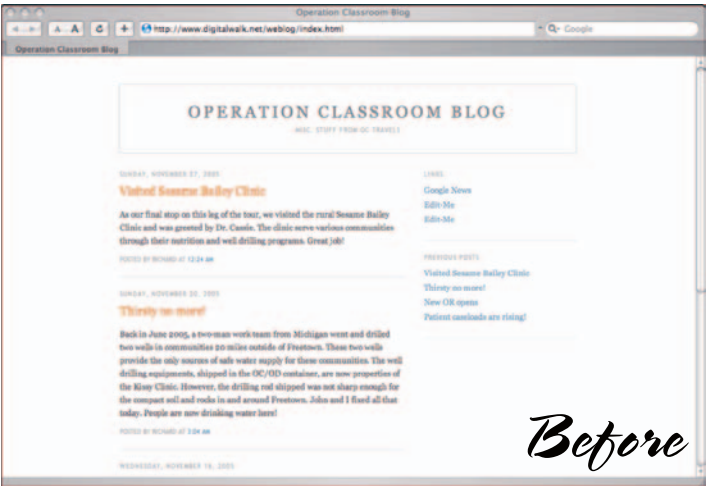 Operation Classroom Blog
A A C + http://www.digitalwalk.net/weblog/index.html Q Google
Operation Classroom Blog
OPERATION CLASSROOM BLOG
MISC. STUFF FROM OC TRAVELS
SUNDAY, NOVEMBER 27, 2005
Visited Sesame Bailey Clinic
As our final stop on this leg of the tour, we visited the rural Sesame Bailey
Clinic and was greeted by Dr. Cassie. The clinic serve various communities
through their nutrition and well drilling programs. Great job!
POSTED BY RICHARD AT 12:24 AM
SUNDAY, NOVEMBER 20, 2005
Thirsty no more!
Back in June 2005, a two-man work team from Michigan went and drilled
two wells in communities 20 miles outside of Freetown. These two wells
provide the only sources of safe water supply for these communities. The well
drilling equipments, shipped in the OC/OD container, are now properties of
the Kissy Clinic. However, the drilling rod shipped was not sharp enough for
the compact soil and rocks in and around Freetown. John and I fixed all that
today. People are now drinking water here!
POSTED BY RICHARD AT 1:24 AM
WEDNESDAY, NOVEMBER 16, 2005
LINKS
Google News
Edit-Me
Edit-Me
PREVIOUS POSTS
Visited Sesame Bailey Clinic
Thirsty no more!
New OR opens
Patient caseloads are rising!
Before